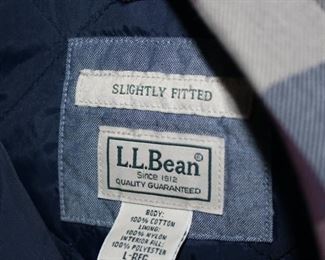 SLIGHTLY FITTED
L.L.Bean®
Since 1912
QUALITY GUARANTEED
BODY:
100% COTTON
LINING:
100% NYLON
INTERIOR FILL:
100% POLYESTER
L-REG